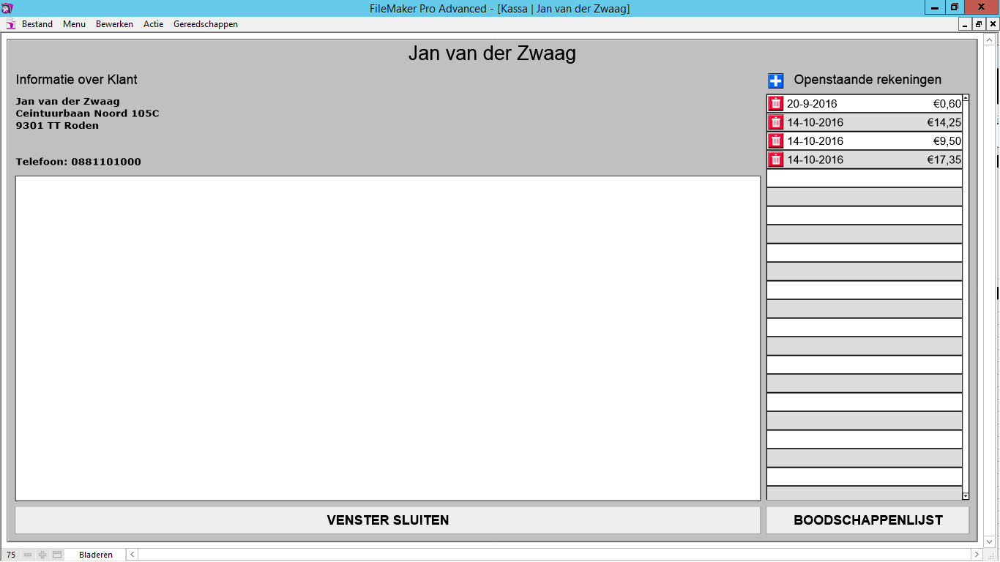 FileMaker Pro Advanced - [Kassa | Jan van der Zwaag]
Bestand Menu Bewerken Actie Gereedschappen
Jan van der Zwaag
Informatie over Klant
Jan van der Zwaag
Ceintuurbaan Noord 105C
9301 TT Roden
Telefoon: 0881101000
Openstaande rekeningen
20-9-2016 €0,60
14-10-2016 €14,25
14-10-2016 €9,50
14-10-2016 €17,35
VENSTER SLUITEN
BOODSCHAPPENLIJST
75 Bladeren